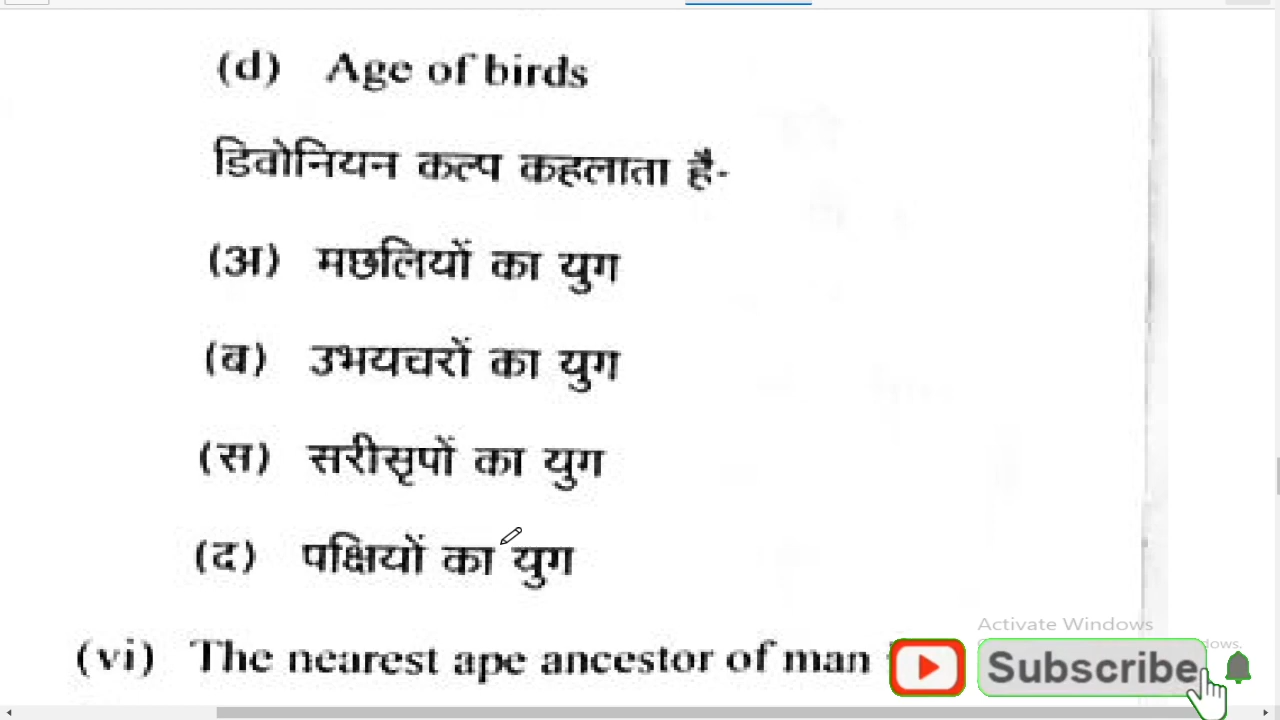 (d) Age of birds
डिवोनियन कल्प कहलाता है-
(अ) मछलियों का युग
(ब) उभयचरों का युग
(स) सरीसृपों का युग
(द) पक्षियों का युग
(vi) The nearest ape ancestor of man
Activate Windows
Subscribe